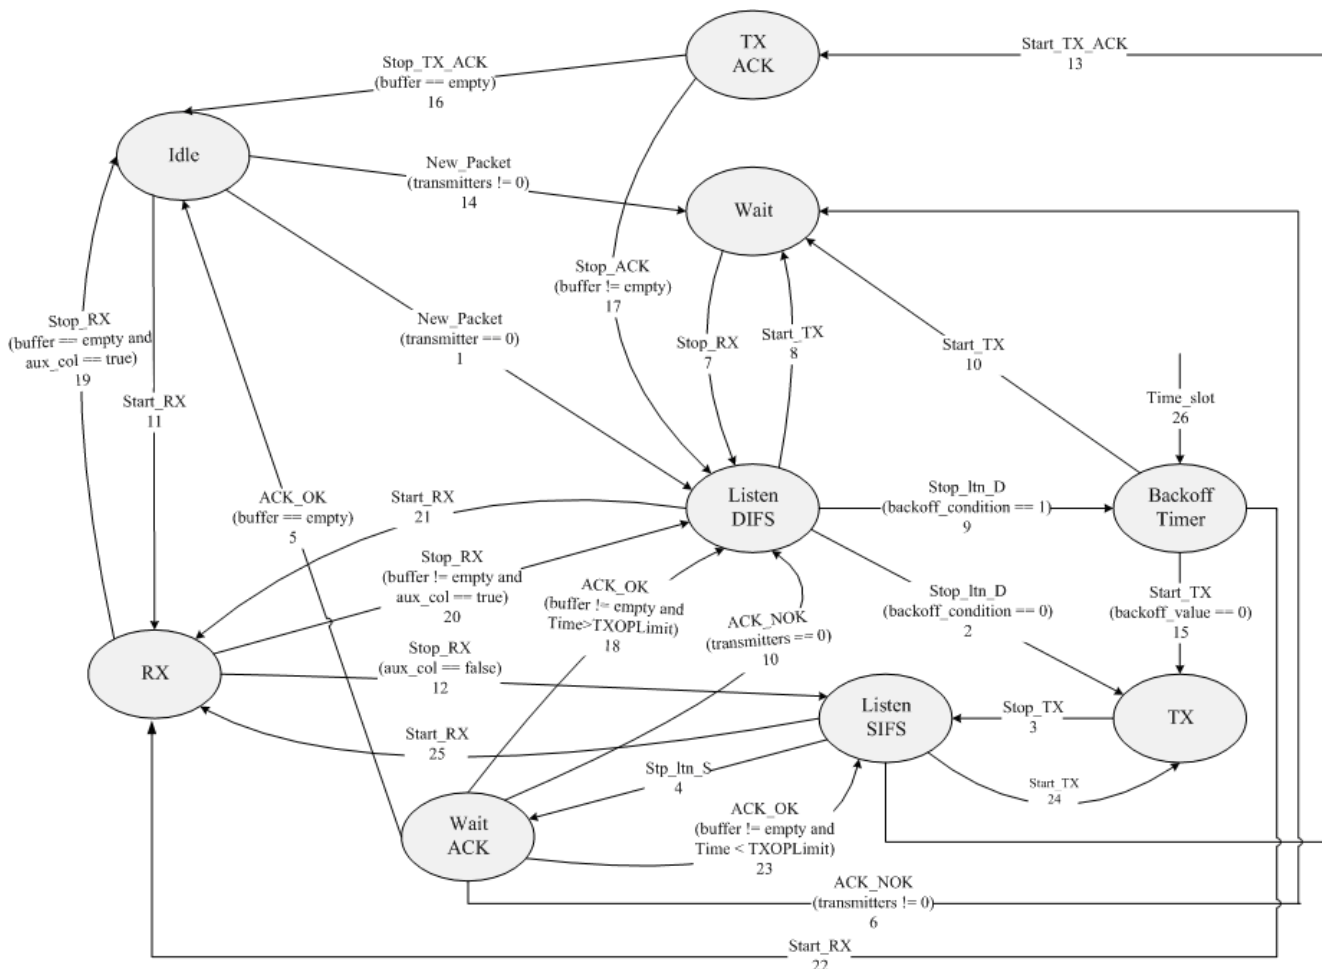 TX
ACK
Start_TX_ACK
13
Stop_TX_ACK
(buffer == empty)
16
Idle
New_Packet
(transmitters != 0)
14
Wait
Stop_ACK
(buffer != empty)
17
Stop_RX
(buffer == empty and
aux_col == true)
19
New_Packet
(transmitter == 0)
1
Stop_RX
7
Start_TX
8
Start_TX
10
Time_slot
26
Start_RX
11
ACK_OK
(buffer == empty)
5
Start_RX
21
Listen
DIFS
Stop_ltn_D
(backoff_condition == 1)
9
Backoff
Timer
Stop_RX
(buffer != empty and
aux_col == true)
20
ACK_OK
(buffer != empty and
Time>TXOPLimit)
18
ACK_NOK
(transmitters == 0)
10
Stop_ltn_D
(backoff_condition == 0)
2
Start_TX
(backoff_value == 0)
15
RX
Stop_RX
(aux_col == false)
12
Listen
SIFS
Stop_TX
3
TX
Start_RX
25
Stp_ltn_S
4
Start_TX
24
Wait
ACK
ACK_OK
(buffer != empty and
Time < TXOPLimit)
23
ACK_NOK
(transmitters != 0)
6
Start_RX
22